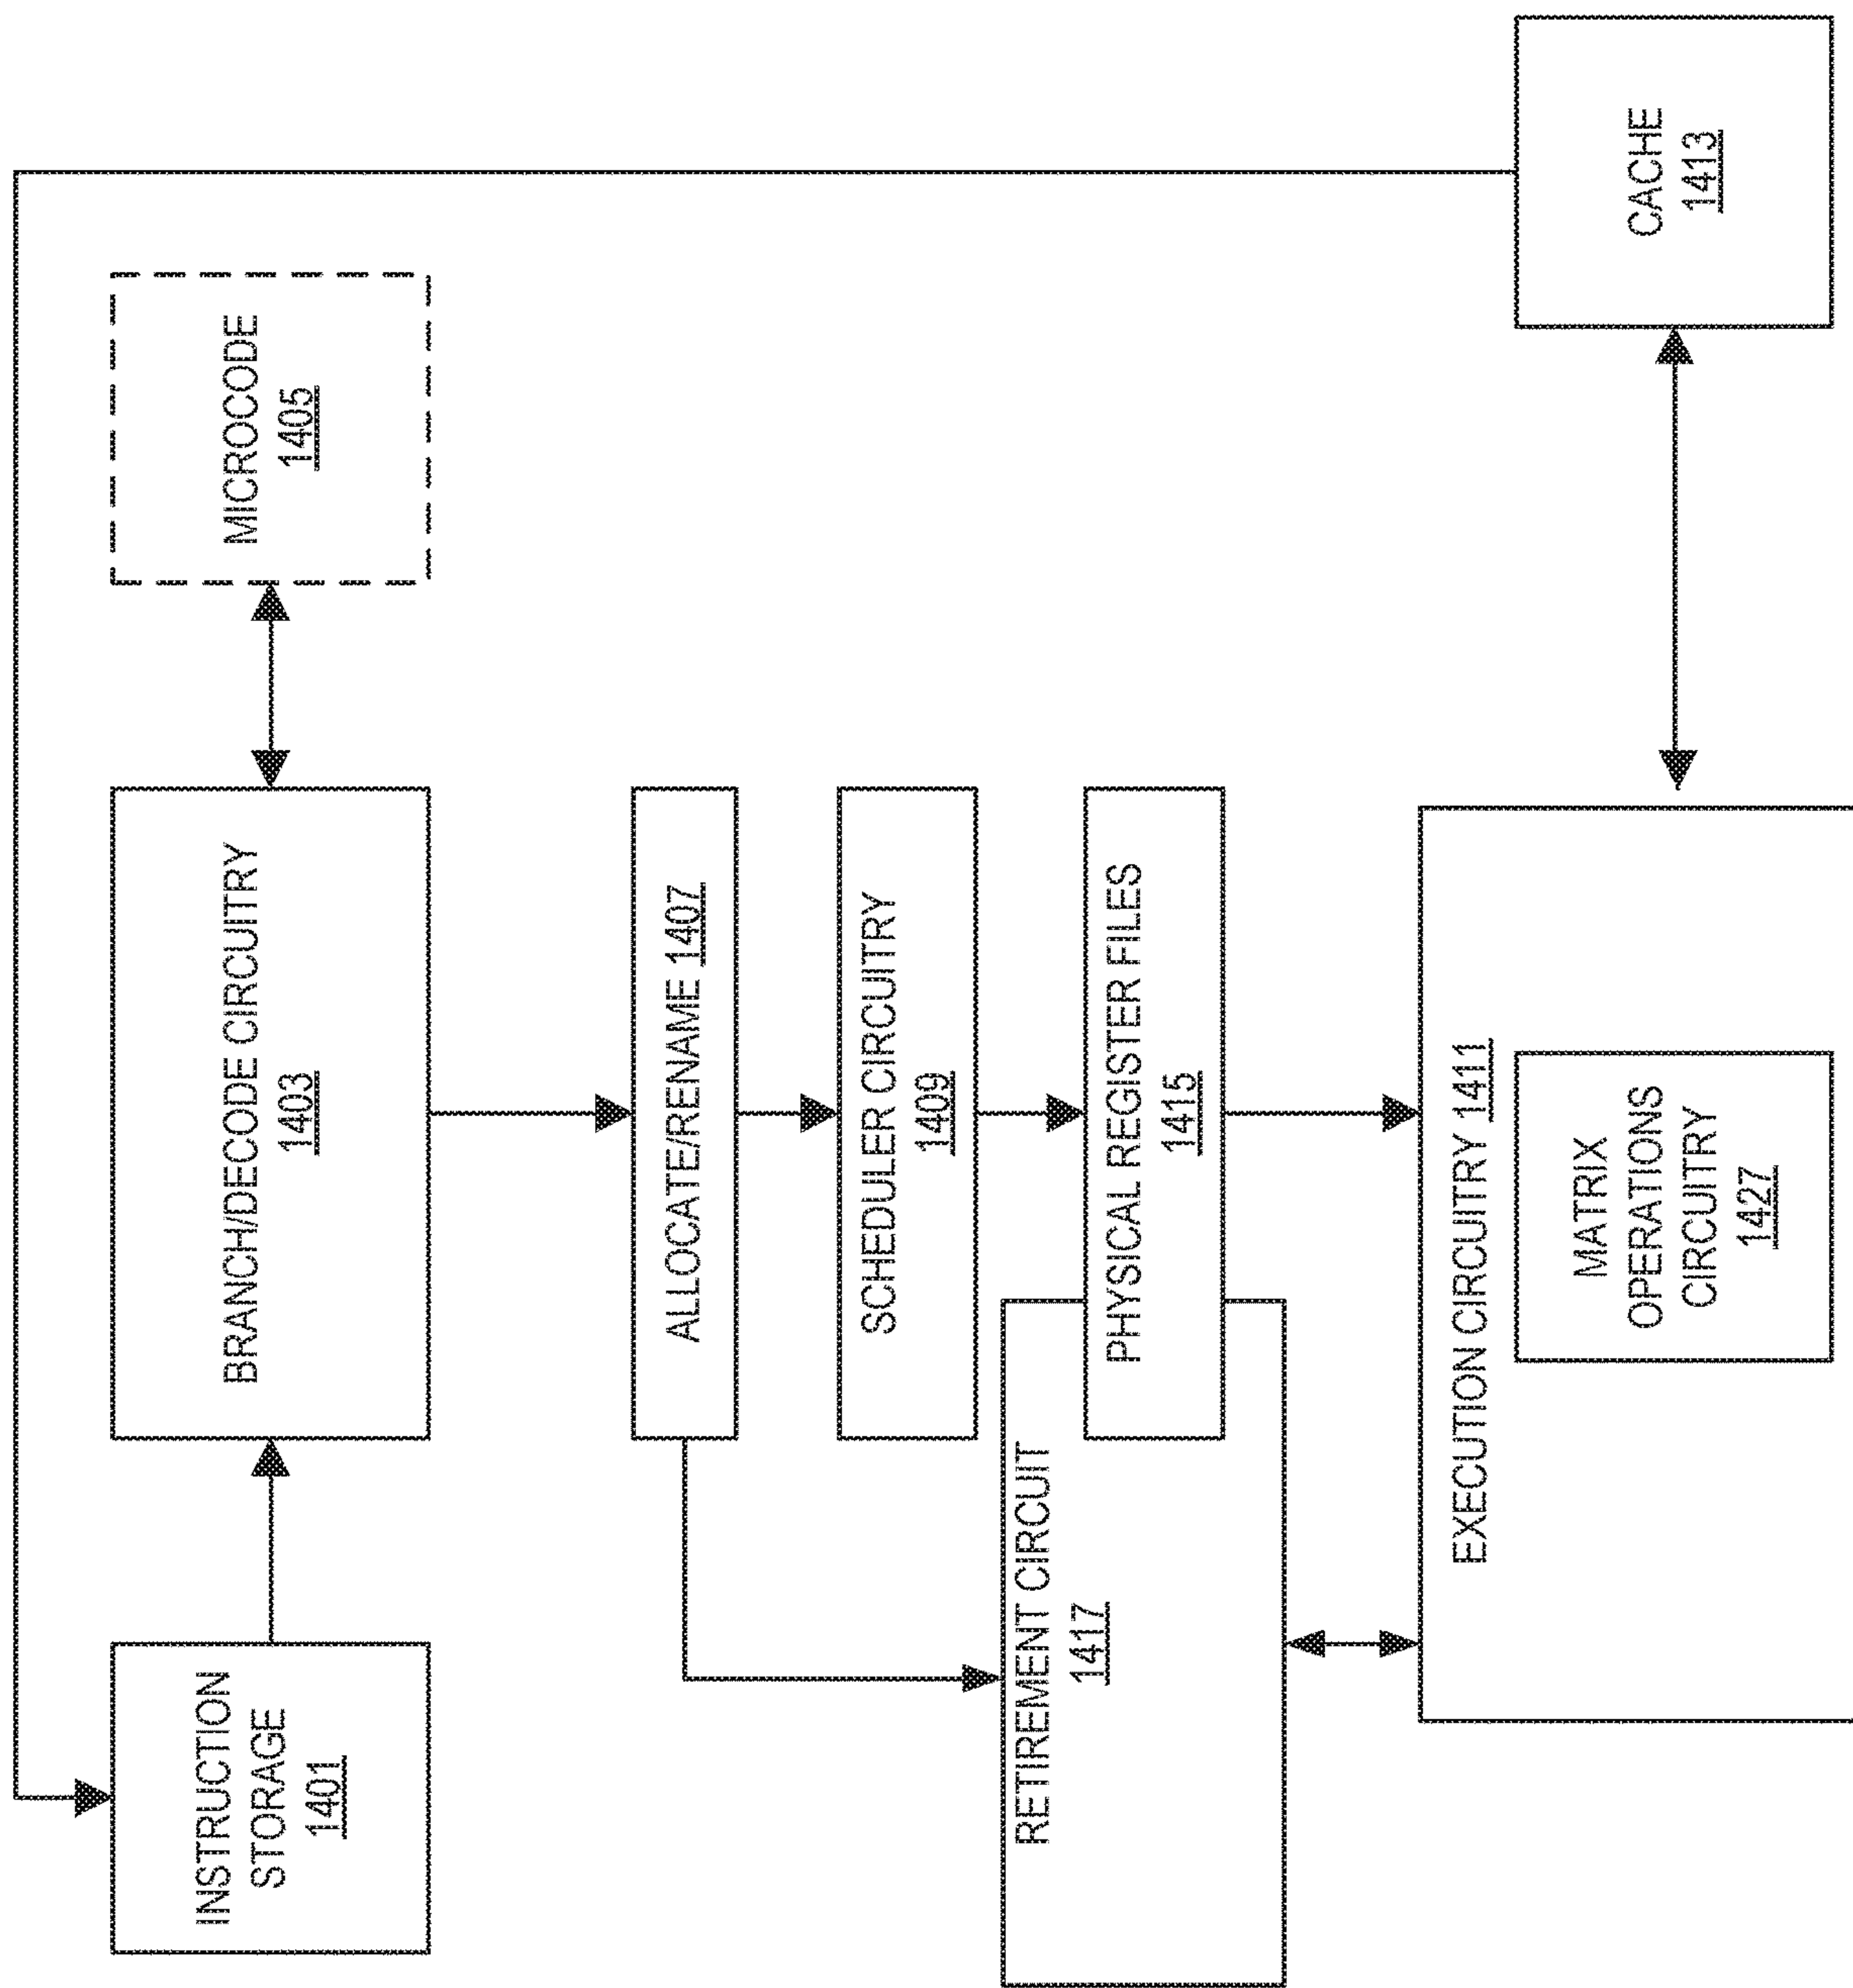 INSTRUCTION
STORAGE
1401
BRANCH/DECODE CIRCUITRY
1403
MICROCODE
1405
ALLOCATE/RENAME 1407
SCHEDULER CIRCUITRY
1409
RETIREMENT CIRCUIT
1417
PHYSICAL REGISTER FILES
1415
EXECUTION CIRCUITRY 1411
MATRIX
OPERATIONS
CIRCUITRY
1427
CACHE
1413